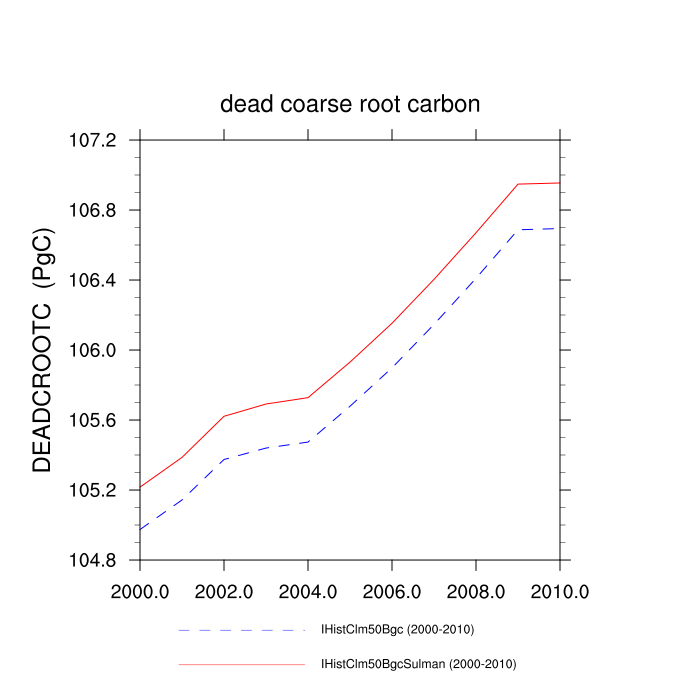 dead coarse root carbon
107.2
106.8
106.4
106.0
105.6
105.2
104.8
DEADCROOTC (PgC)
2000.0 2002.0 2004.0 2006.0 2008.0 2010.0
IHistClm50Bgc (2000-2010)
IHistClm50BgcSulman (2000-2010)